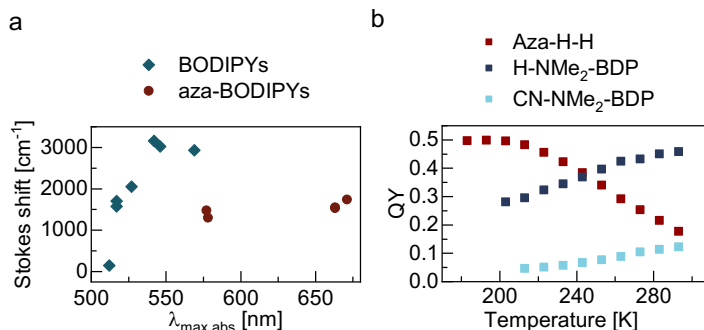 a
BODIPYs
aza-BODIPYs
Stokes shift [cm⁻¹]
3000
2000
1000
0
500
550
600
650
λmax,abs [nm]
b
Aza-H-H
H-NMe₂-BDP
CN-NMe₂-BDP
QY
0.5
0.4
0.3
0.2
0.1
0.0
200
240
280
Temperature [K]